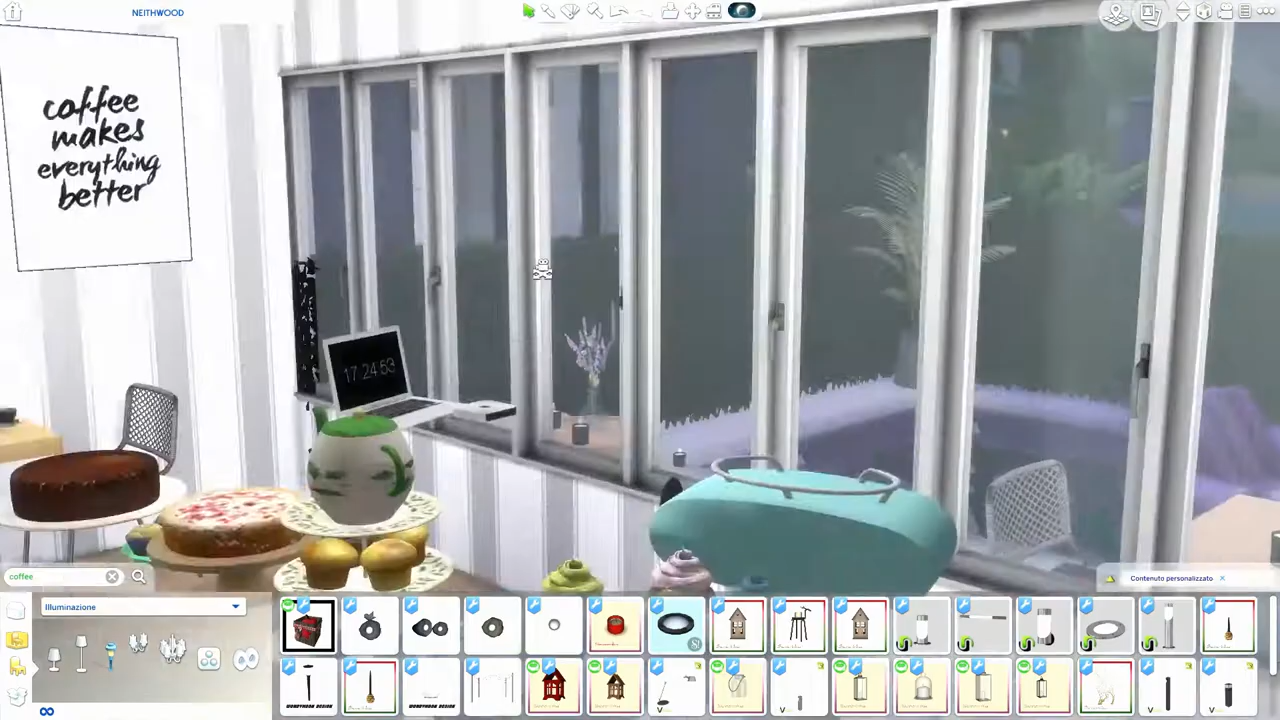 NEITHWOOD
coffee
makes
everything
better
17:24:53
coffee
Contenuto personalizzato
Illuminazione